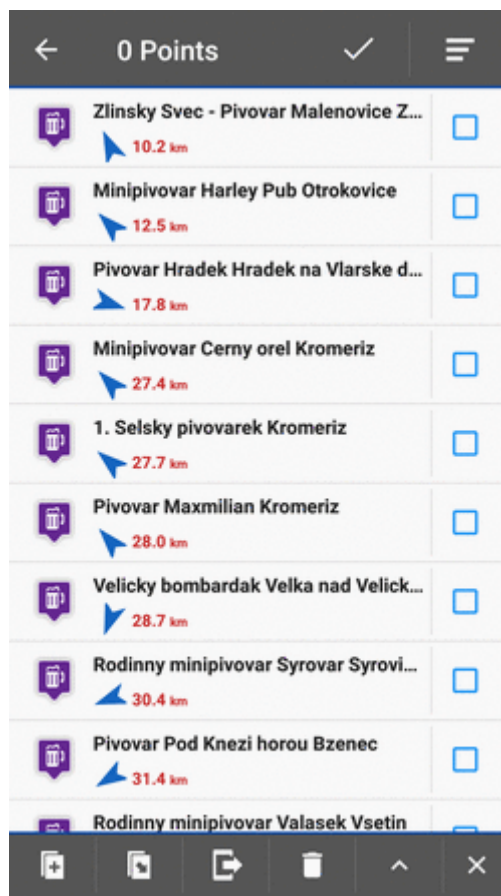 0 Points
Zlinsky Svec - Pivovar Malenovice Z...
10.2 km
Minipivovar Harley Pub Otrokovice
12.5 km
Pivovar Hradek Hradek na Vlarske d...
17.8 km
Minipivovar Cerny orel Kromeriz
27.4 km
1. Selsky pivovarek Kromeriz
27.7 km
Pivovar Maxmilian Kromeriz
28.0 km
Velicky bombardak Velka nad Velick...
28.7 km
Rodinny minipivovar Syrovar Syrovi...
30.4 km
Pivovar Pod Knezi horou Bzenec
31.4 km
Rodinny minipivovar Valasek Vsetin